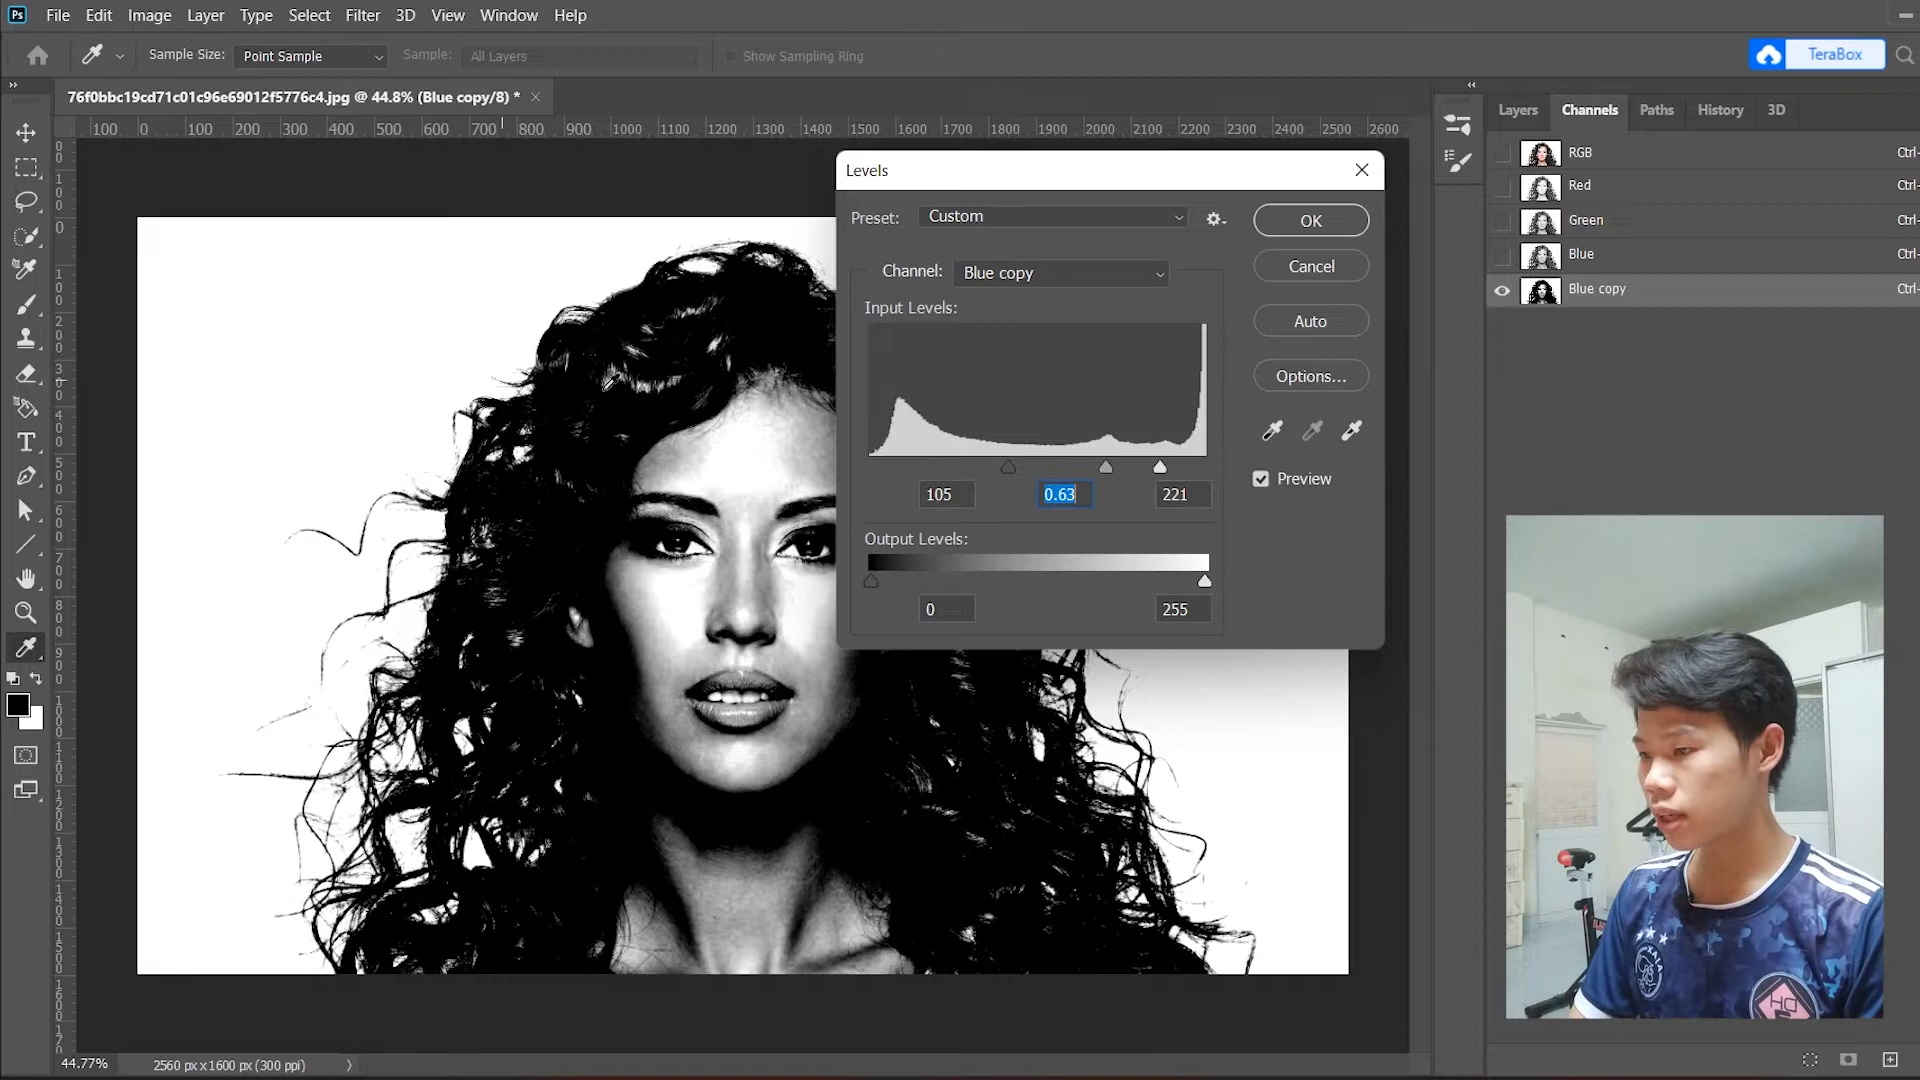 Ps File Edit Image Layer Type Select Filter 3D View Window Help
Sample Size: Point Sample Sample: All Layers Show Sampling Ring TeraBox
76f0bbc19cd71c01c96e69012f5776c4.jpg @ 44.8% (Blue copy/8) *
100 0 100 200 300 400 500 600 700 800 900 1000 1100 1200 1300 1400 1500 1600 1700 1800 1900 2000 2100 2200 2300 2400 2500 2600
Levels
Preset: Custom
OK
Channel: Blue copy
Cancel
Input Levels:
Auto
Options...
105 0.63 221
Preview
Output Levels:
0 255
Layers Channels Paths History 3D
RGB Ctrl-
Red Ctrl-
Green Ctrl-
Blue Ctrl-
Blue copy Ctrl-
44.77% 2560 px x 1600 px (300 ppi)